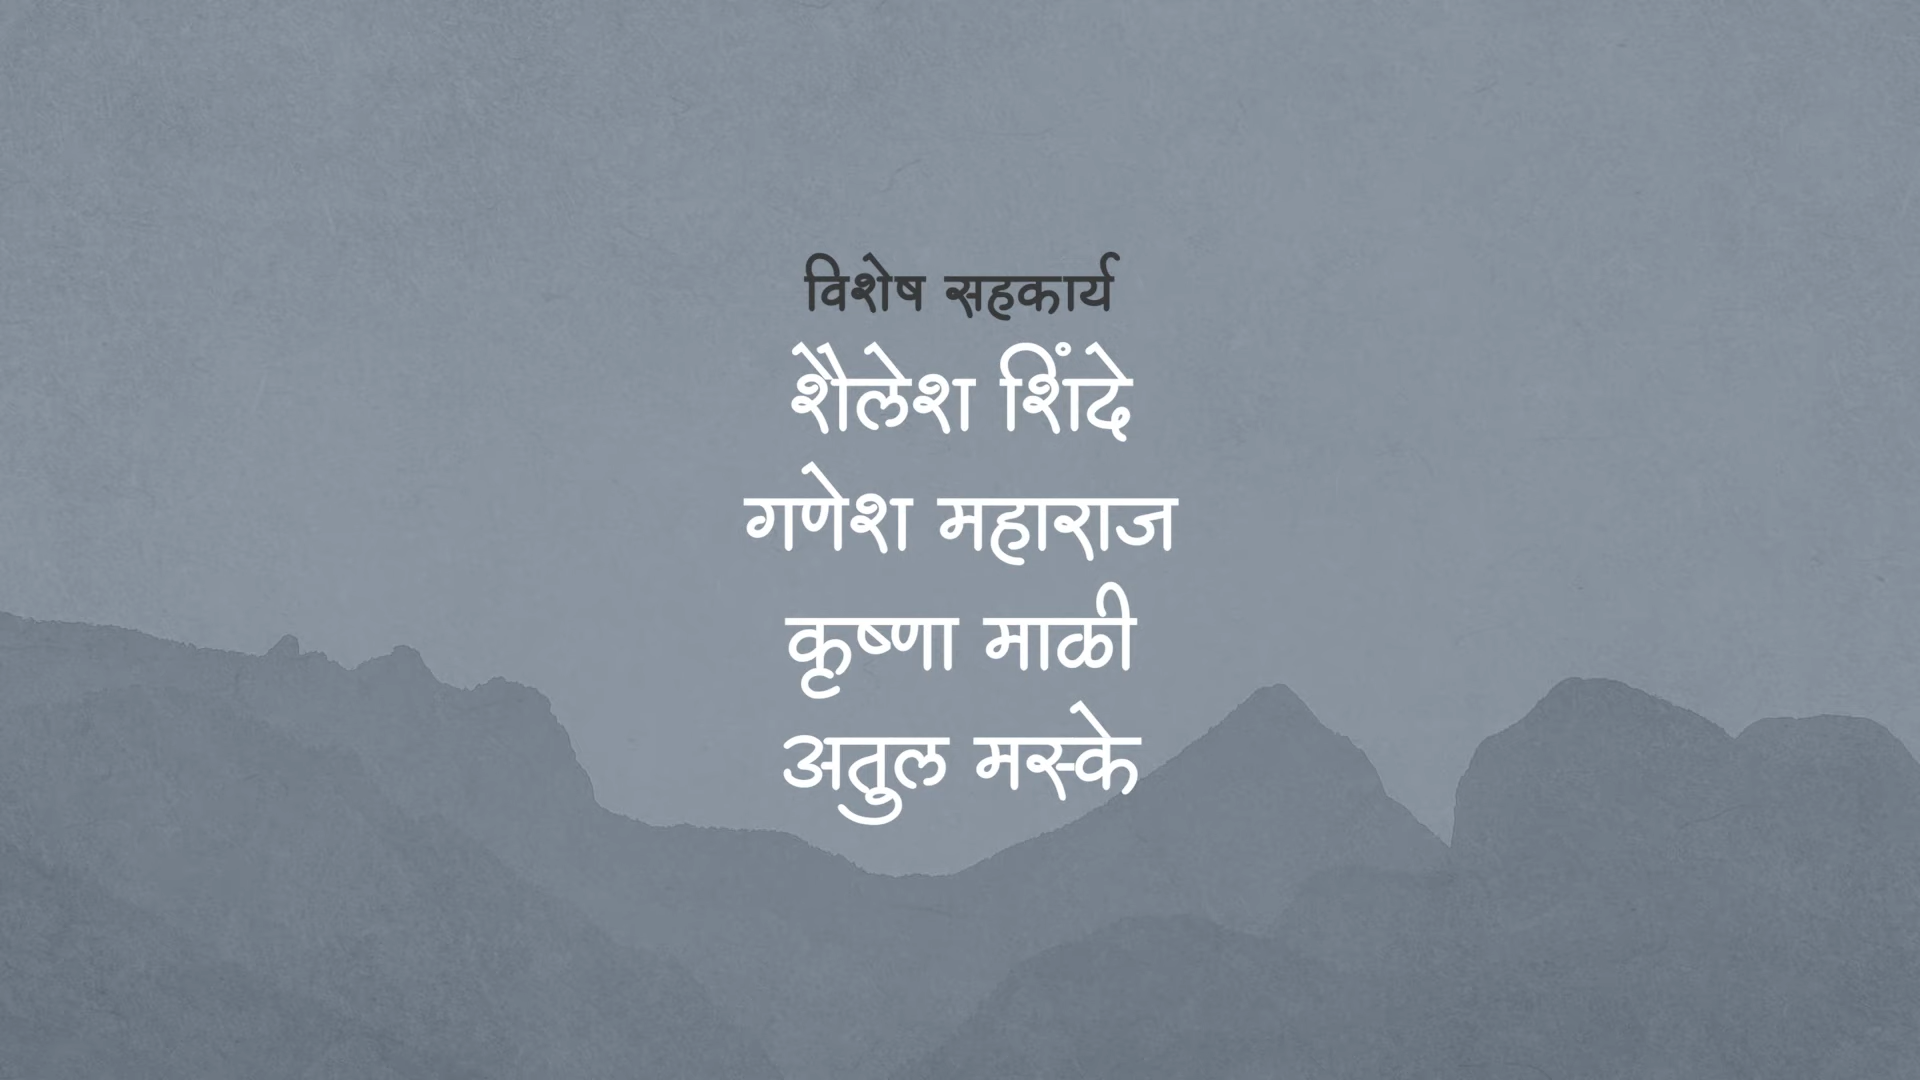 विशेष सहकार्य
शैलेश शिंदे
गणेश महाराज
कृष्णा माळी
अतुल मस्के